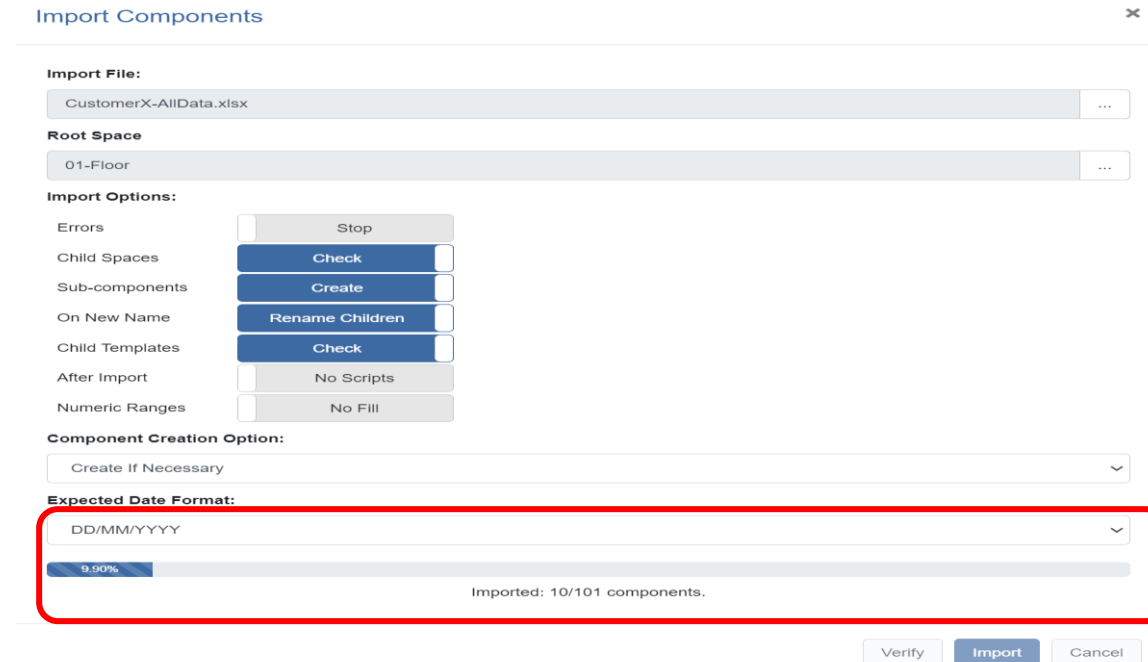 Import Components
Import File:
CustomerX-AllData.xlsx ...
Root Space
01-Floor ...
Import Options:
Errors Stop
Child Spaces Check
Sub-components Create
On New Name Rename Children
Child Templates Check
After Import No Scripts
Numeric Ranges No Fill
Component Creation Option:
Create If Necessary
Expected Date Format:
DD/MM/YYYY
9.90%
Imported: 10/101 components.
Verify Import Cancel